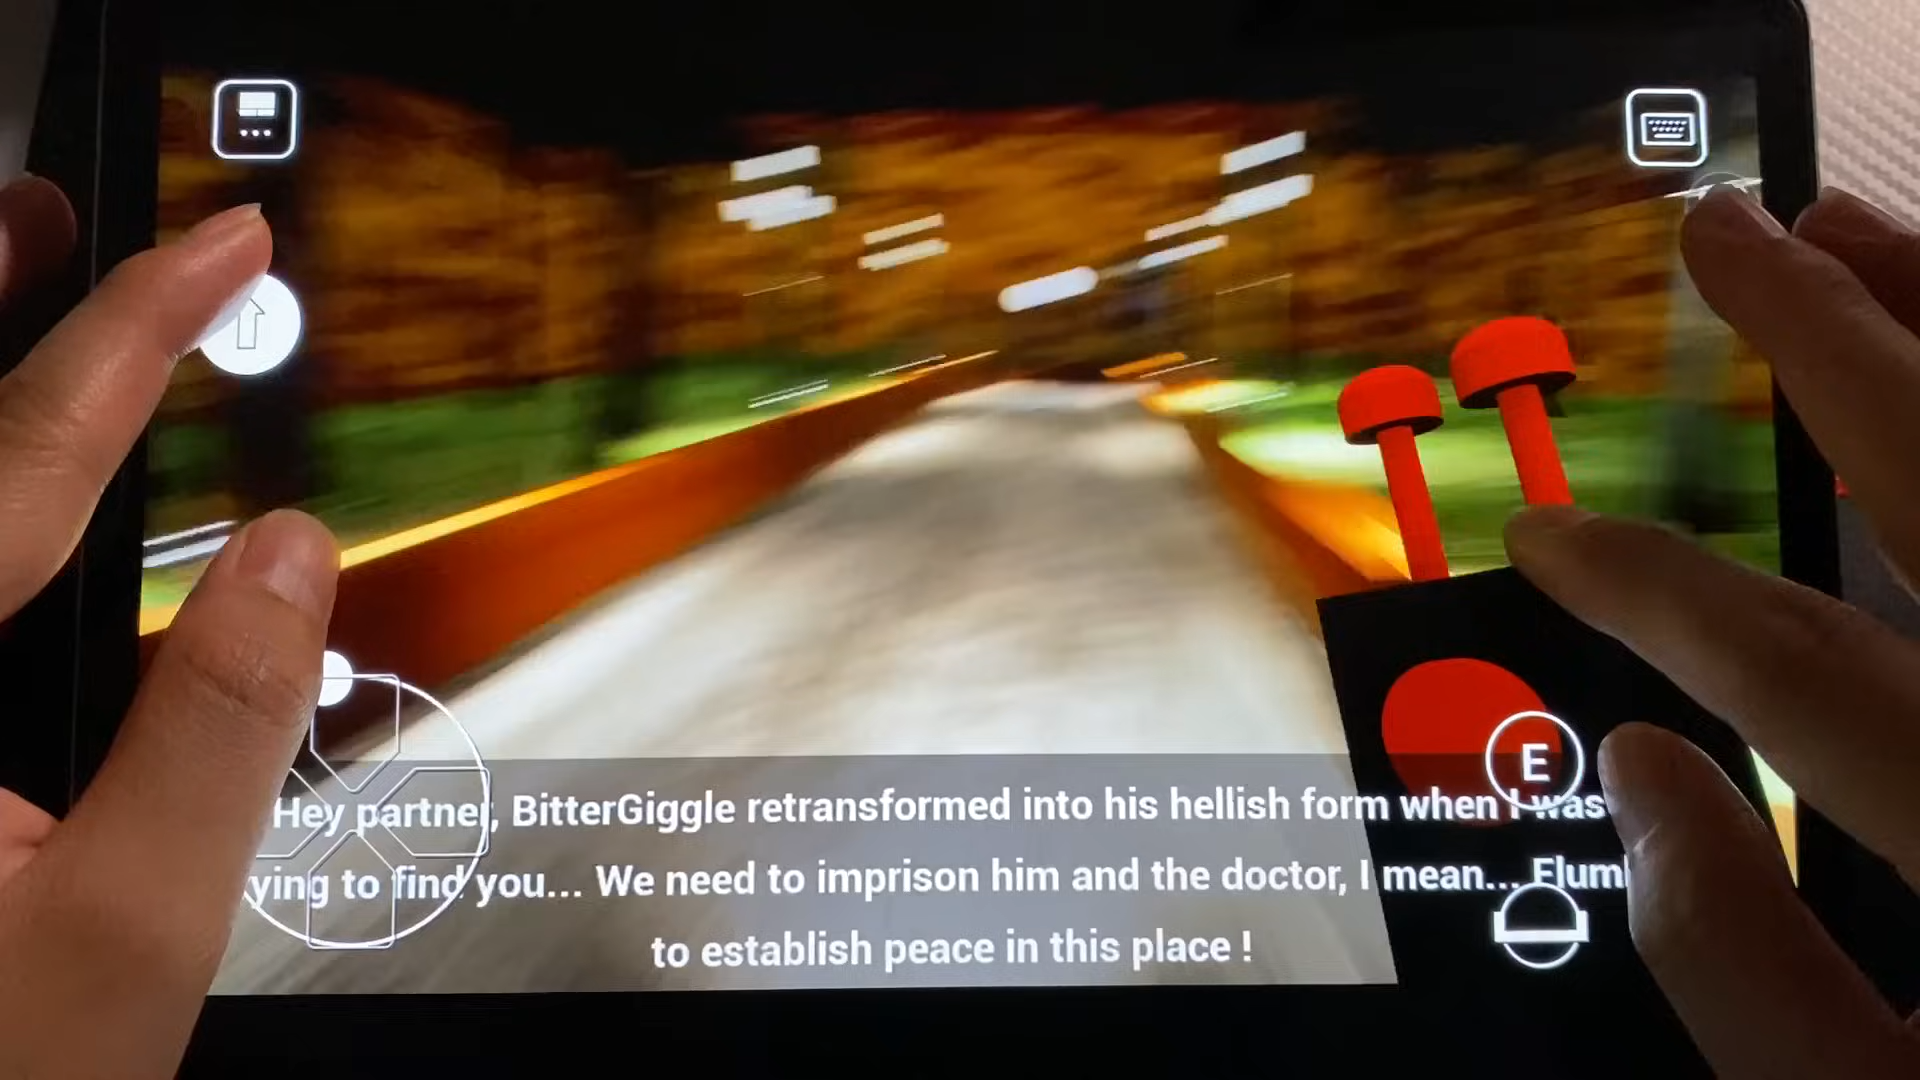 Hey partner, BitterGiggle retransformed into his hellish form when I was
to find you... We need to imprison him and the doctor, I mean...
to establish peace in this place !
E